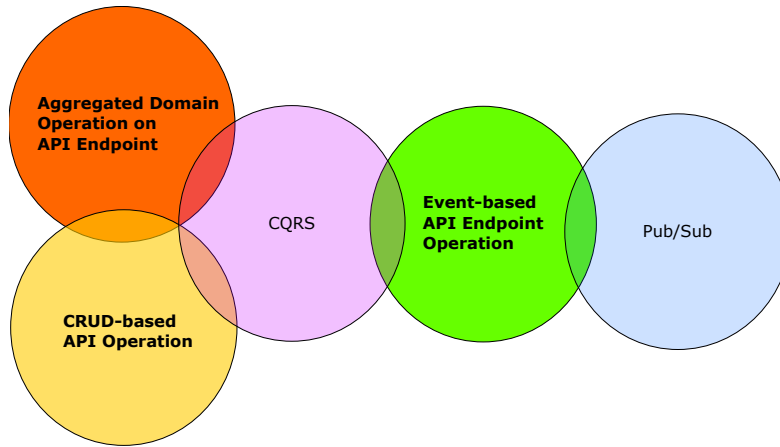 Aggregated Domain
Operation on
API Endpoint
CQRS
Event-based
API Endpoint
Operation
Pub/Sub
CRUD-based
API Operation